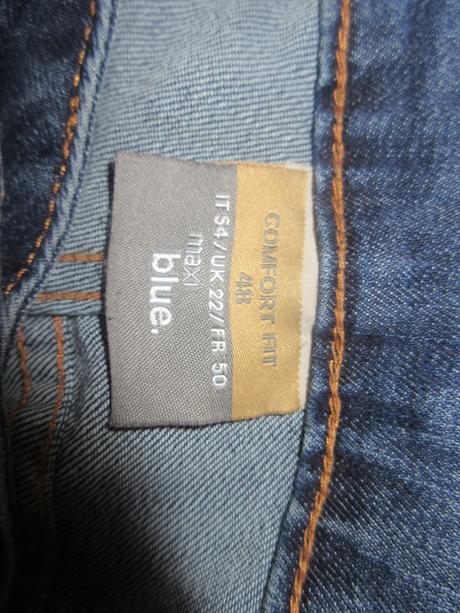 COMFORT FIT
48
IT 54/ UK 22// FR 50
maxi
blue.